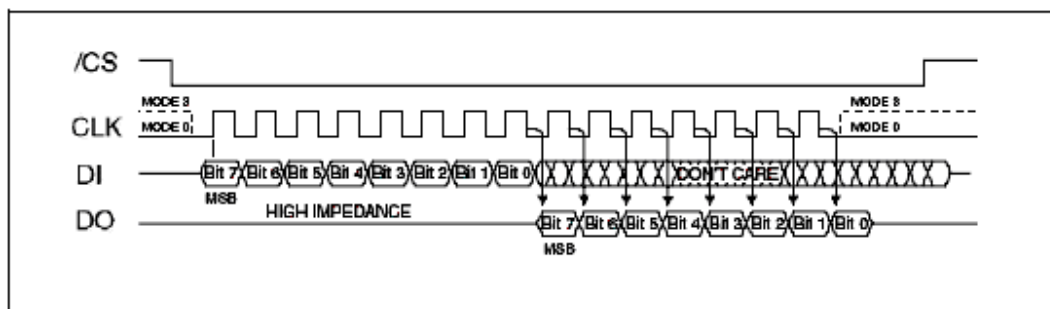 /CS
MODE 3 MODE 3
CLK MODE 0 MODE 0
DI Bit 7 Bit 6 Bit 5 Bit 4 Bit 3 Bit 2 Bit 1 Bit 0 DON'T CARE
MSB
HIGH IMPEDANCE
DO Bit 7 Bit 6 Bit 5 Bit 4 Bit 3 Bit 2 Bit 1 Bit 0
MSB